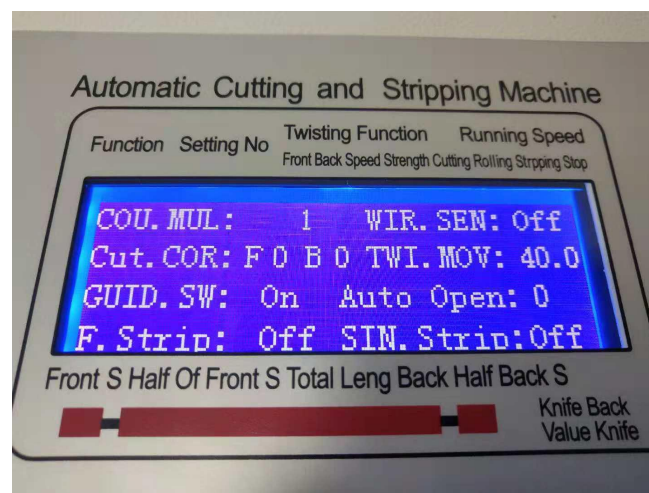 Automatic Cutting and Stripping Machine
Function Setting No Twisting Function Running Speed
Front Back Speed Strength Cutting Rolling Strpping Stop
COU.MUL: 1 WIR.SEN: Off
Cut.COR: F 0 B 0 TWI.MOV: 40.0
GUID.SW: On Auto Open: 0
F.Strip: Off SIN.Strip:Off
Front S Half Of Front S Total Leng Back Half Back S
Knife Back
Value Knife